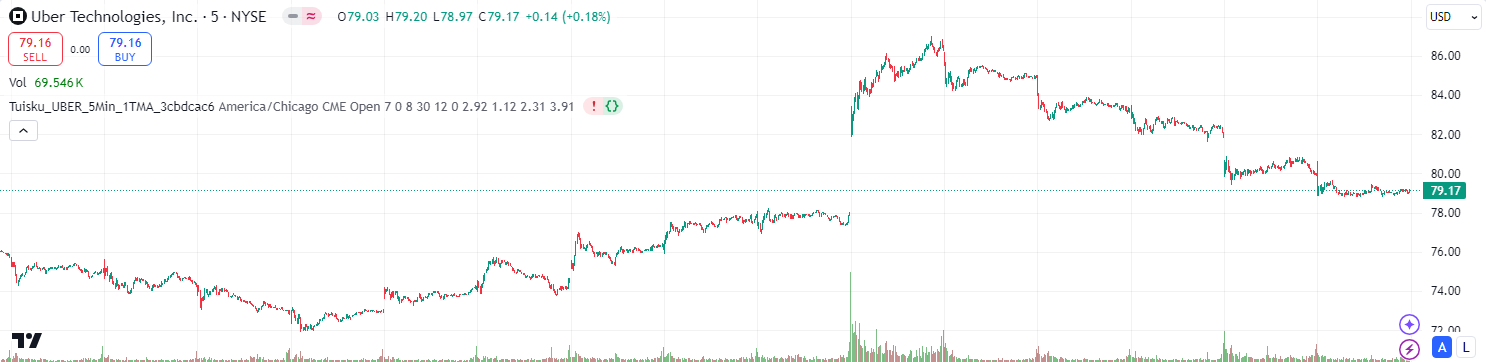 Uber Technologies, Inc. · 5 · NYSE O79.03 H79.20 L78.97 C79.17 +0.14 (+0.18%)
USD
79.16
SELL
0.00
79.16
BUY
Vol 69.546 K
Tuisku_UBER_5Min_1TMA_3cbdcac6 America/Chicago CME Open 7 0 8 30 12 0 2.92 1.12 2.31 3.91 ! {}
86.00
84.00
82.00
80.00
79.17
78.00
76.00
74.00
72.00
A L